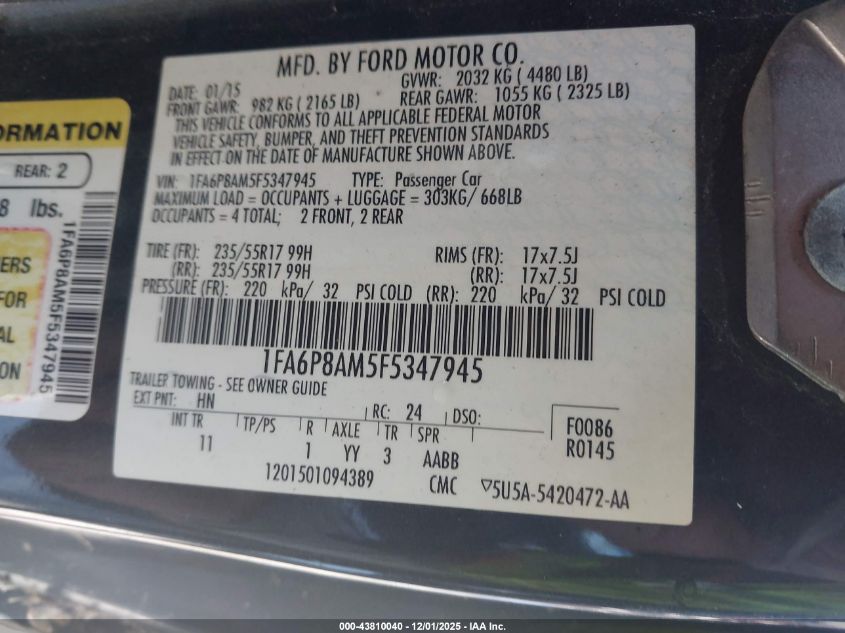 MFD. BY FORD MOTOR CO.
DATE: 01/15 GVWR: 2032 KG ( 4480 LB)
FRONT GAWR: 982 KG ( 2165 LB) REAR GAWR: 1055 KG ( 2325 LB)
THIS VEHICLE CONFORMS TO ALL APPLICABLE FEDERAL MOTOR
VEHICLE SAFETY, BUMPER, AND THEFT PREVENTION STANDARDS
IN EFFECT ON THE DATE OF MANUFACTURE SHOWN ABOVE.
VIN: 1FA6P8AM5F5347945 TYPE: Passenger Car
MAXIMUM LOAD = OCCUPANTS + LUGGAGE = 303KG/ 668LB
OCCUPANTS = 4 TOTAL; 2 FRONT, 2 REAR
TIRE (FR): 235/55R17 99H RIMS (FR): 17x7.5J
(RR): 235/55R17 99H (RR): 17x7.5J
PRESSURE (FR): 220 kPa/ 32 PSI COLD (RR): 220 kPa/ 32 PSI COLD
1FA6P8AM5F5347945
TRAILER TOWING - SEE OWNER GUIDE
EXT PNT: HN RC: 24 DSO:
INT TR TP/PS R AXLE TR SPR F0086
11 1 YY 3 AABB R0145
1201501094389 CMC ▽5U5A-5420472-AA
ORMATION
REAR: 2
8 lbs.
1FA6P8AM5F5347945
ERS
FOR
AL
ION
000-43810040 - 12/01/2025 - IAA Inc.